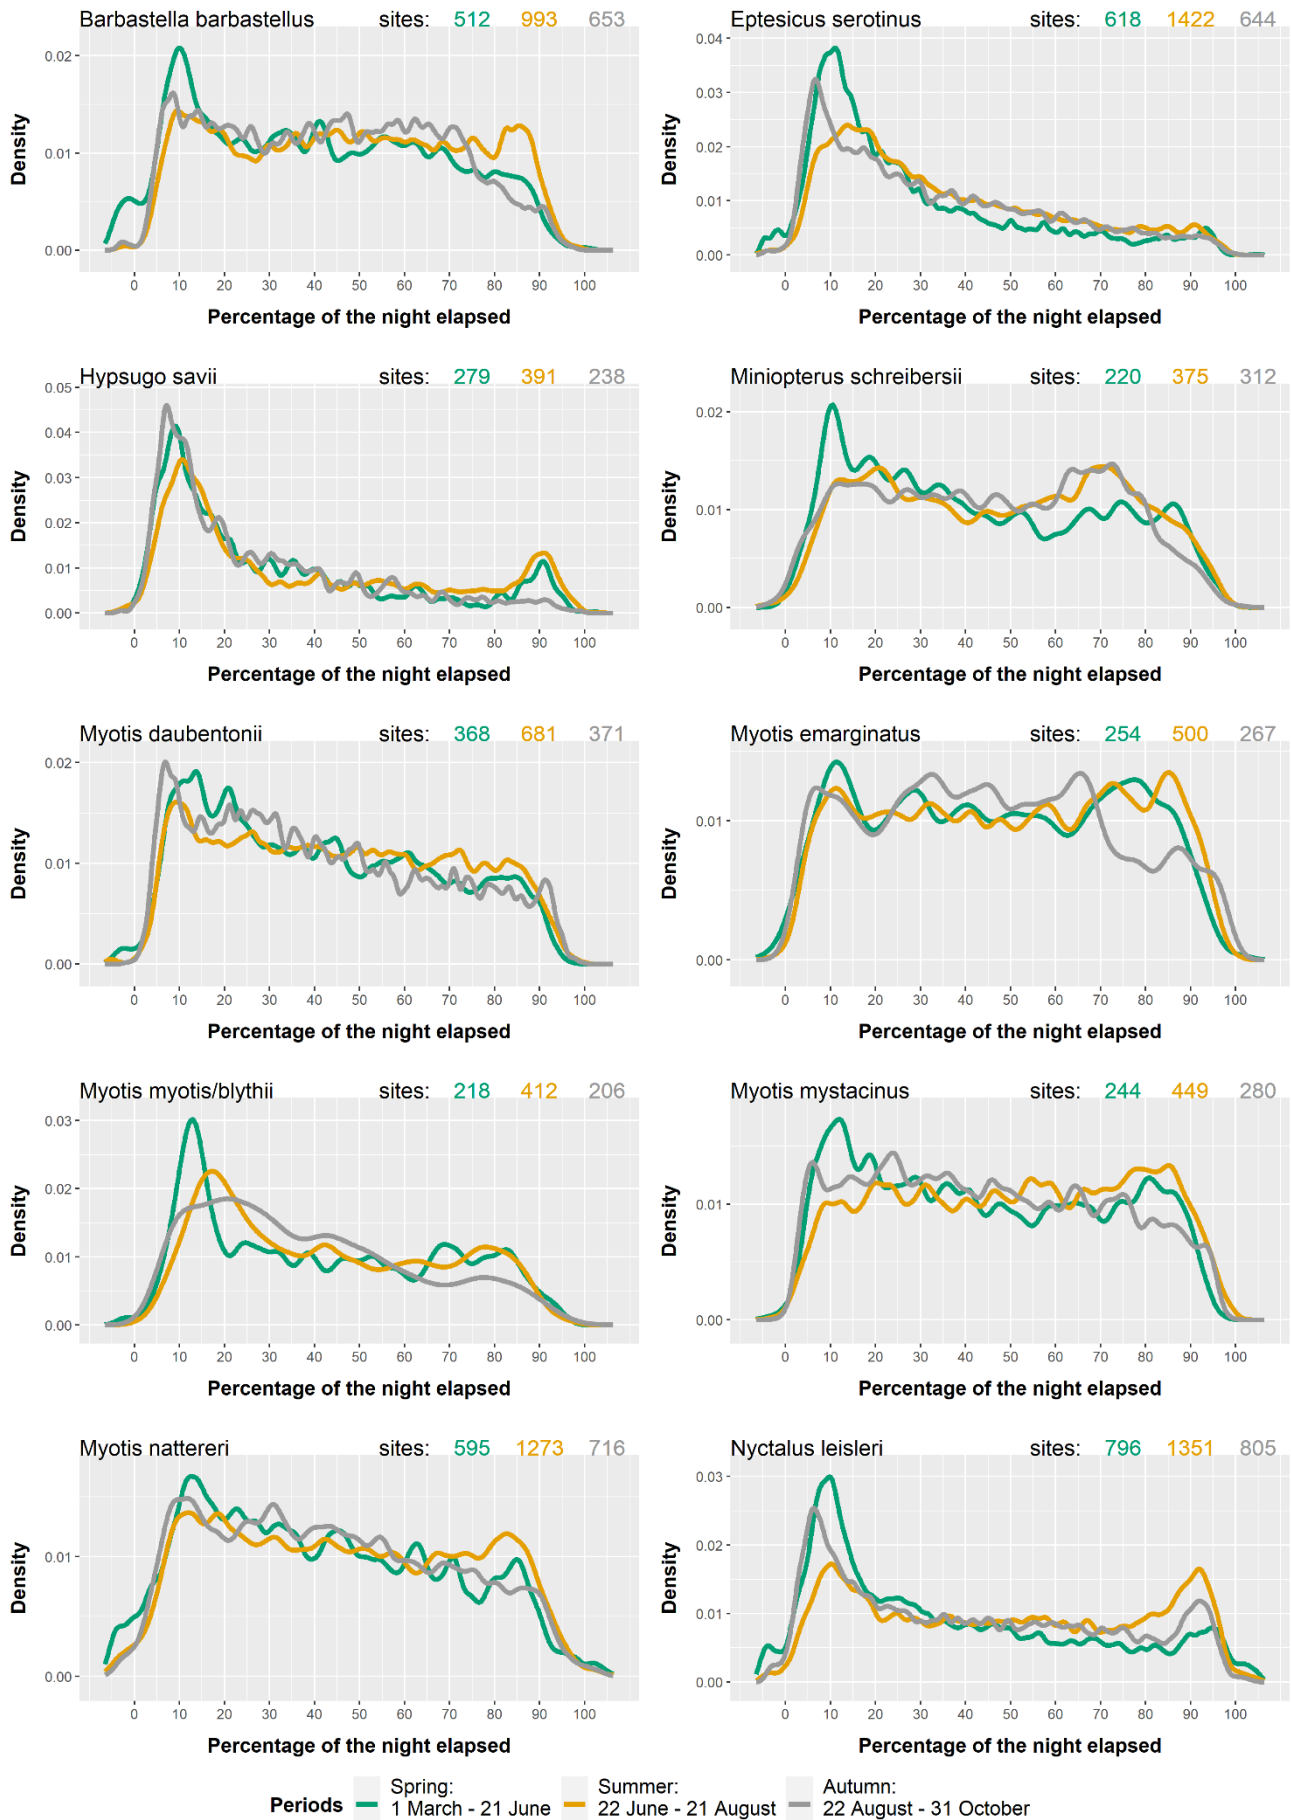 Barbastella barbastellus sites: 512 993 653
0.02
0.01
0.00
Density
0 10 20 30 40 50 60 70 80 90 100
Percentage of the night elapsed
Eptesicus serotinus sites: 618 1422 644
0.04
0.03
0.02
0.01
0.00
Density
0 10 20 30 40 50 60 70 80 90 100
Percentage of the night elapsed
Hypsugo savii sites: 279 391 238
0.05
0.04
0.03
0.02
0.01
0.00
Density
0 10 20 30 40 50 60 70 80 90 100
Percentage of the night elapsed
Miniopterus schreibersii sites: 220 375 312
0.02
0.01
0.00
Density
0 10 20 30 40 50 60 70 80 90 100
Percentage of the night elapsed
Myotis daubentonii sites: 368 681 371
0.02
0.01
0.00
Density
0 10 20 30 40 50 60 70 80 90 100
Percentage of the night elapsed
Myotis emarginatus sites: 254 500 267
0.01
0.00
Density
0 10 20 30 40 50 60 70 80 90 100
Percentage of the night elapsed
Myotis myotis/blythii sites: 218 412 206
0.03
0.02
0.01
0.00
Density
0 10 20 30 40 50 60 70 80 90 100
Percentage of the night elapsed
Myotis mystacinus sites: 244 449 280
0.01
0.00
Density
0 10 20 30 40 50 60 70 80 90 100
Percentage of the night elapsed
Myotis nattereri sites: 595 1273 716
0.01
0.00
Density
0 10 20 30 40 50 60 70 80 90 100
Percentage of the night elapsed
Nyctalus leisleri sites: 796 1351 805
0.03
0.02
0.01
0.00
Density
0 10 20 30 40 50 60 70 80 90 100
Percentage of the night elapsed
Periods
Spring:
1 March - 21 June
Summer:
22 June - 21 August
Autumn:
22 August - 31 October